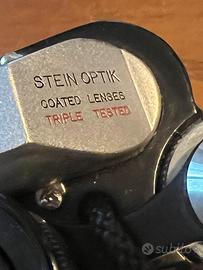 STEIN OPTIK
COATED LENSES
TRIPLE TESTED
subito